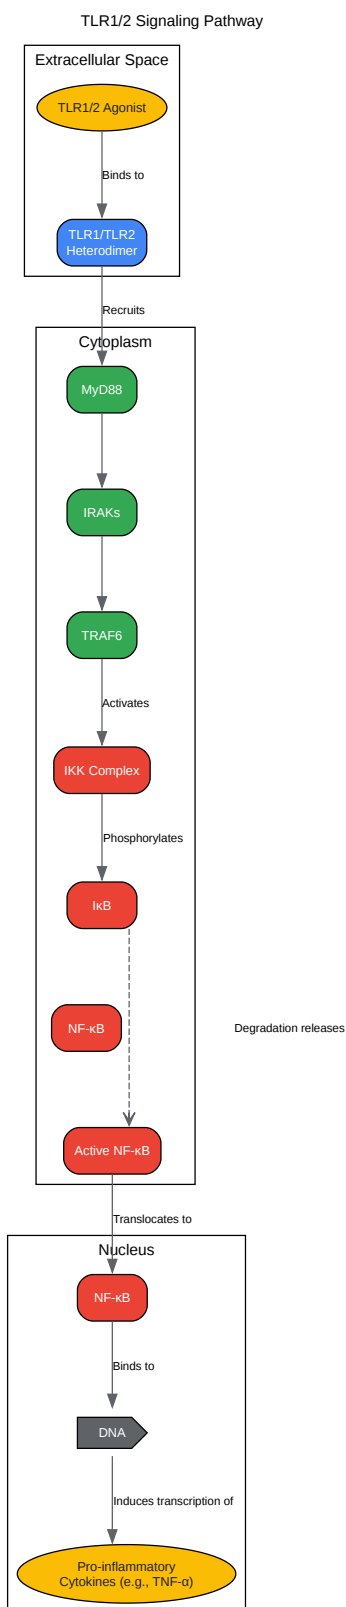 TLR1/2 Signaling Pathway
Extracellular Space
TLR1/2 Agonist
Binds to
TLR1/TLR2
Heterodimer
Recruits
Cytoplasm
MyD88
IRAKs
TRAF6
Activates
IKK Complex
Phosphorylates
IκB
NF-κB
Degradation releases
Active NF-κB
Translocates to
Nucleus
NF-κB
Binds to
DNA
Induces transcription of
Pro-inflammatory
Cytokines (e.g., TNF-α)